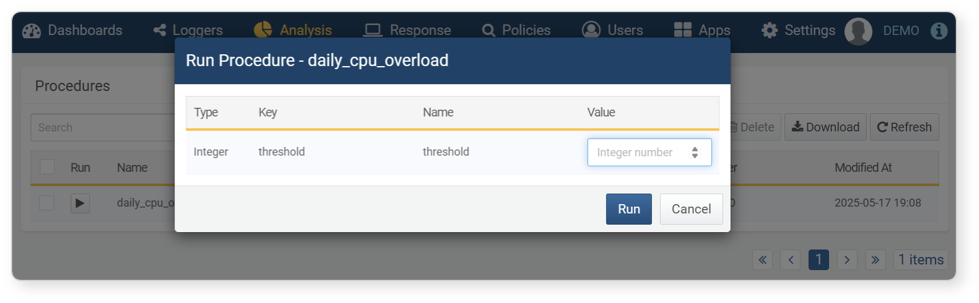 Dashboards Loggers Analysis Response Policies Users Apps Settings DEMO
Run Procedure - daily_cpu_overload
Procedures
Type Key Name Value
Search
Delete Download Refresh
Integer threshold threshold Integer number
Run Name Modified At
daily_cpu_o 2025-05-17 19:08
Run Cancel
« ‹ 1 › » 1 items